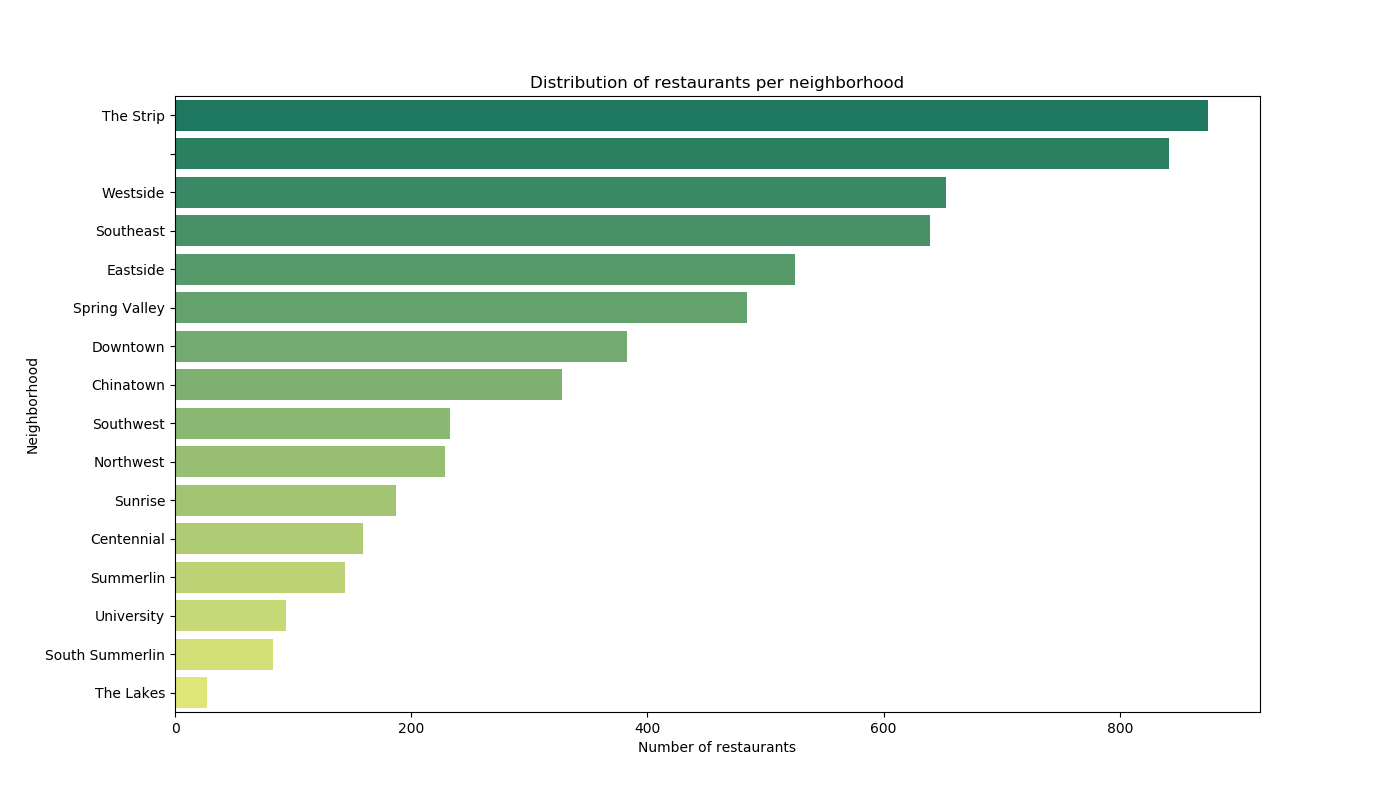 Distribution of restaurants per neighborhood
The Strip
Westside
Southeast
Eastside
Spring Valley
Downtown
Chinatown
Southwest
Northwest
Sunrise
Centennial
Summerlin
University
South Summerlin
The Lakes
Neighborhood
0 200 400 600 800
Number of restaurants